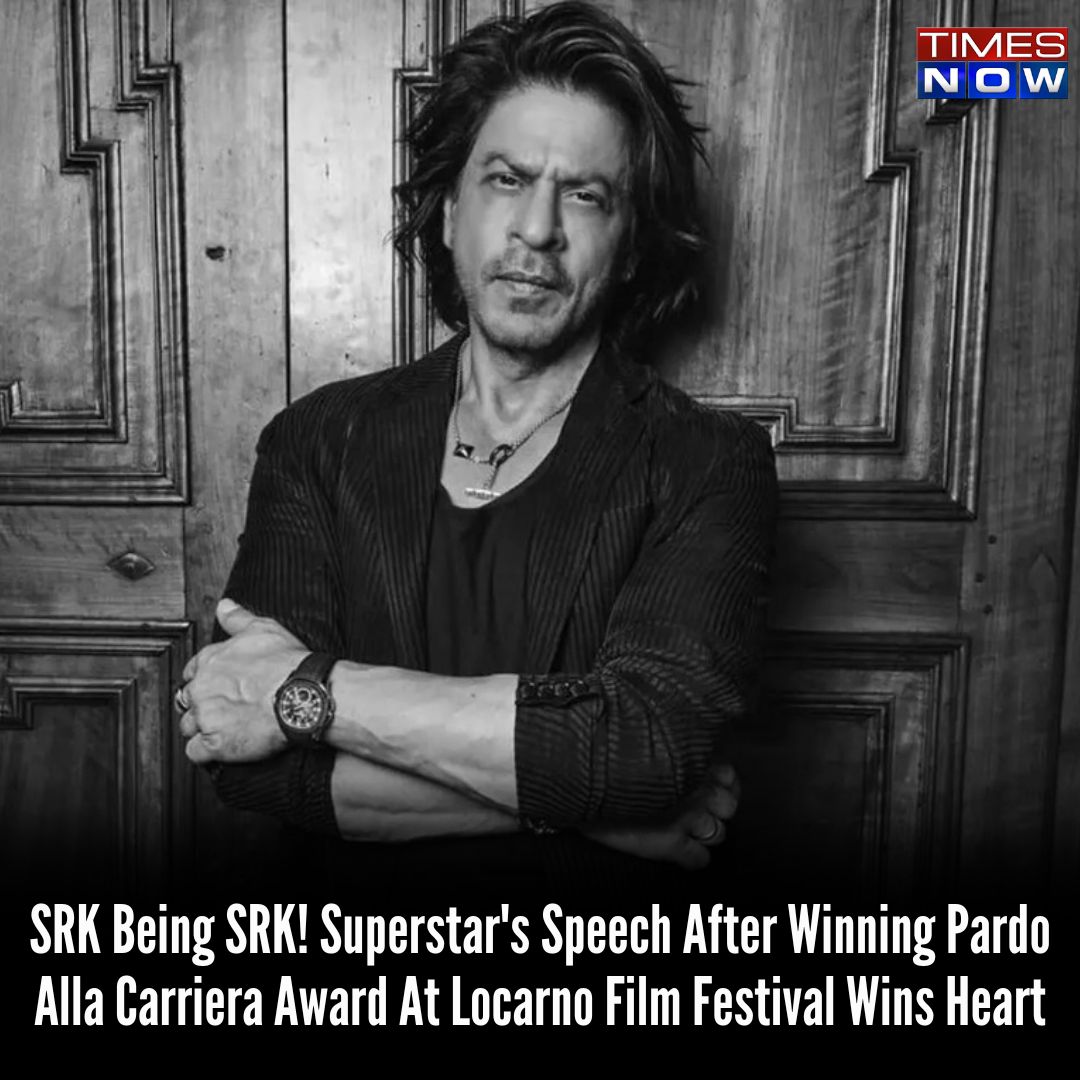 TIMES
NOW
SRK Being SRK! Superstar's Speech After Winning Pardo
Alla Carriera Award At Locarno Film Festival Wins Heart